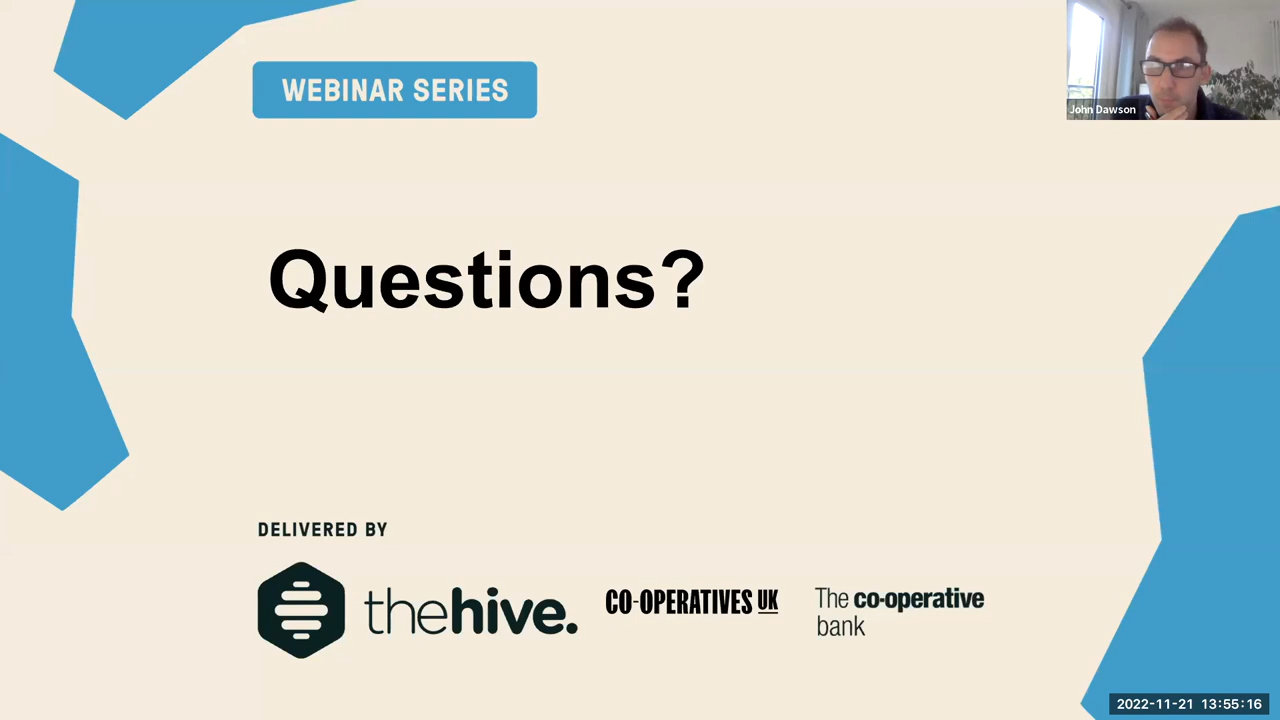 WEBINAR SERIES
John Dawson
Questions?
DELIVERED BY
thehive.
CO-OPERATIVES UK
The co-operative
bank
2022-11-21 13:55:16